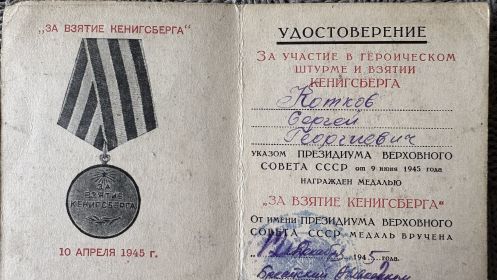 „ЗА ВЗЯТИЕ КЕНИГСБЕРГА"
ЗА
ВЗЯТИЕ
КЕНИГСБЕРГА
10 АПРЕЛЯ 1945 г.
УДОСТОВЕРЕНИЕ
ЗА УЧАСТИЕ В ГЕРОИЧЕСКОМ
ШТУРМЕ И ВЗЯТИИ
КЕНИГСБЕРГА
Котков
Сергей
Георгиевич
УКАЗОМ ПРЕЗИДИУМА ВЕРХОВНОГО
СОВЕТА СССР от 9 июня 1945 года
НАГРАЖДЕН МЕДАЛЬЮ
„ЗА ВЗЯТИЕ КЕНИГСБЕРГА"
От имени ПРЕЗИДИУМА ВЕРХОВНОГО
СОВЕТА СССР МЕДАЛЬ ВРУЧЕНА
декабря 1945 года.